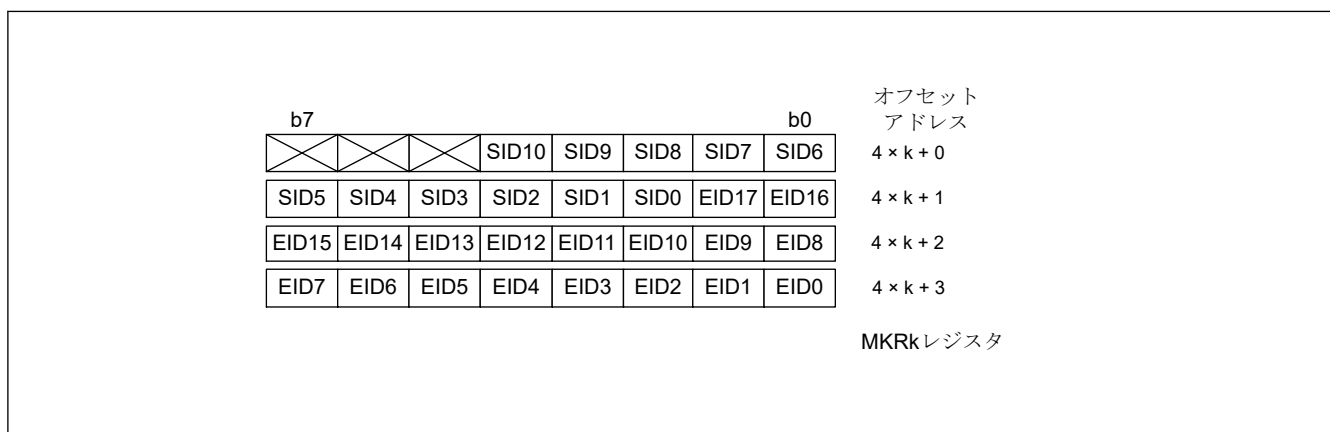 オフセット
b7 b0 アドレス
SID10 SID9 SID8 SID7 SID6 4 × k + 0
SID5 SID4 SID3 SID2 SID1 SID0 EID17 EID16 4 × k + 1
EID15 EID14 EID13 EID12 EID11 EID10 EID9 EID8 4 × k + 2
EID7 EID6 EID5 EID4 EID3 EID2 EID1 EID0 4 × k + 3
MKRkレジスタ